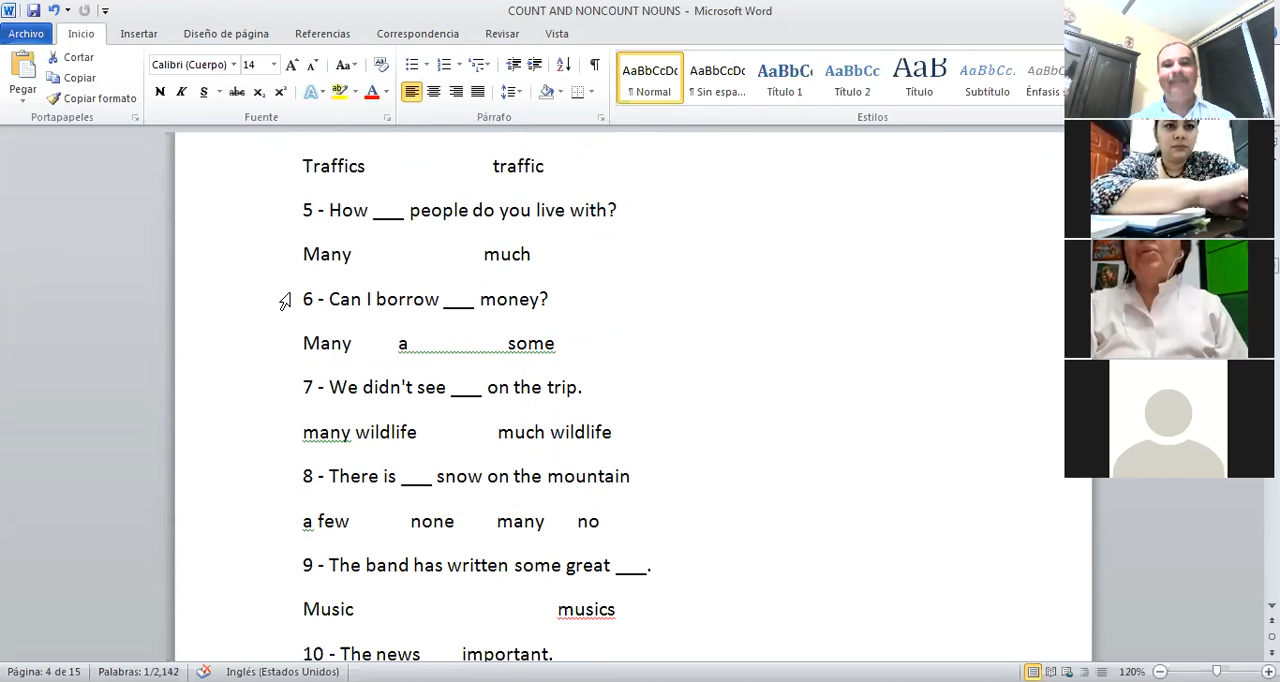 COUNT AND NONCOUNT NOUNS - Microsoft Word
Archivo Inicio Insertar Diseño de página Referencias Correspondencia Revisar Vista
Pegar
Cortar
Copiar
Copiar formato
Portapapeles
Calibri (Cuerpo) 14
Fuente
Párrafo
AaBbCcDc AaBbCcDc AaBbC AaBbCc AaB AaBbCc AaBbCc
¶ Normal ¶ Sin espa... Título 1 Título 2 Título Subtítulo Énfasis
Estilos
Traffics traffic
5 - How ___ people do you live with?
Many much
6 - Can I borrow ___ money?
Many a some
7 - We didn't see ___ on the trip.
many wildlife much wildlife
8 - There is ___ snow on the mountain
a few none many no
9 - The band has written some great ___.
Music musics
10 - The news ___ important.
Página: 4 de 15 Palabras: 1/2,142 Inglés (Estados Unidos) 120%